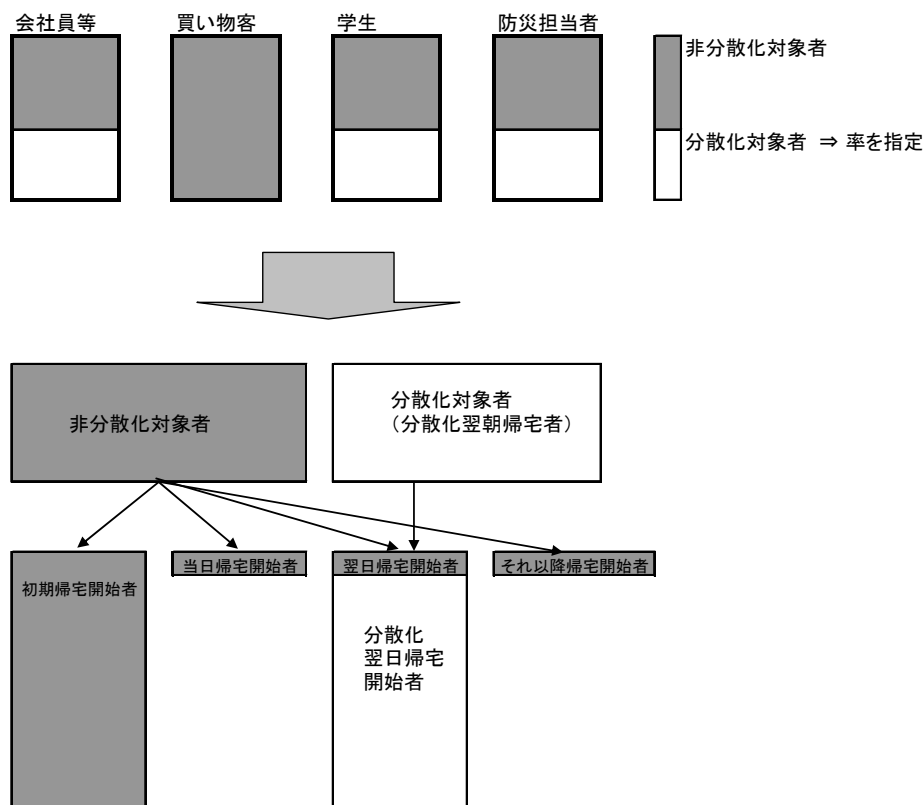 会社員等
買い物客
学生
防災担当者
非分散化対象者
分散化対象者 ⇒ 率を指定
非分散化対象者
分散化対象者
（分散化翌朝帰宅者）
初期帰宅開始者
当日帰宅開始者
翌日帰宅開始者
それ以降帰宅開始者
分散化
翌日帰宅
開始者